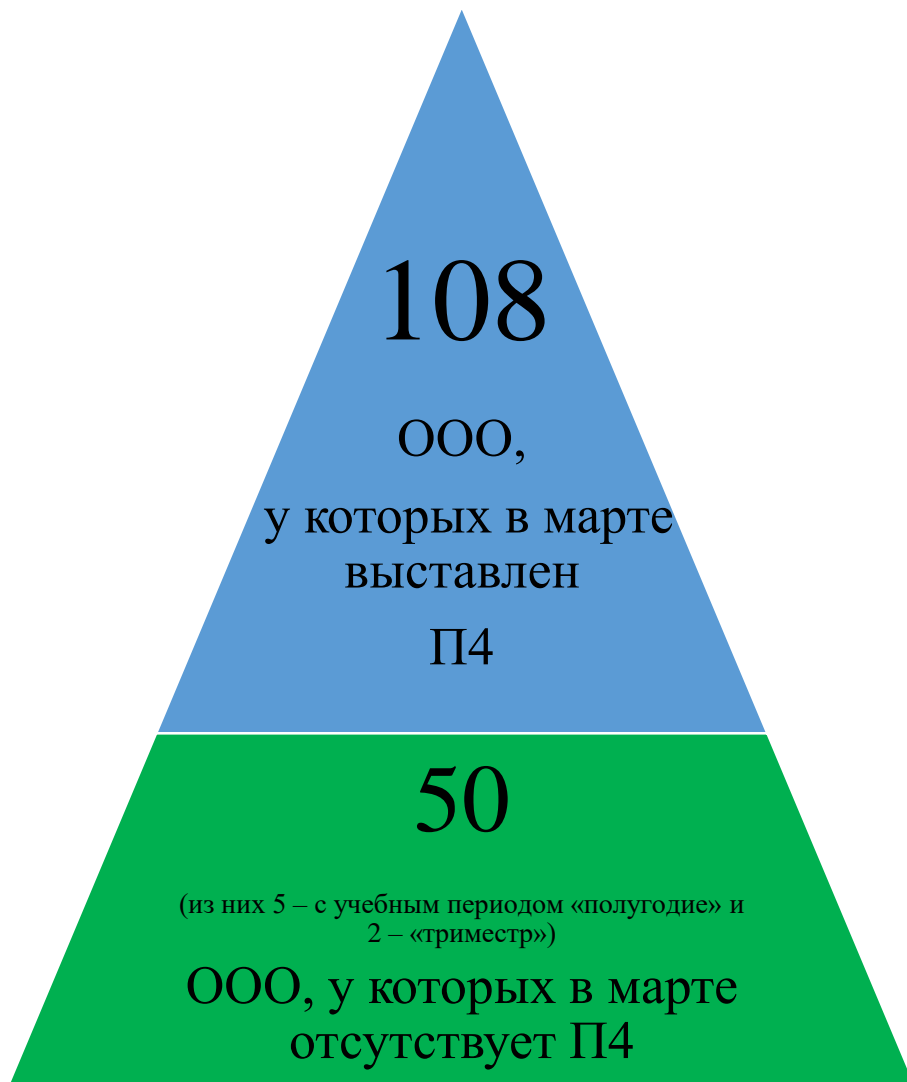 108
ООО,
у которых в марте
выставлен
П4
50
(из них 5 – с учебным периодом «полугодие» и
2 – «триместр»)
ООО, у которых в марте
отсутствует П4